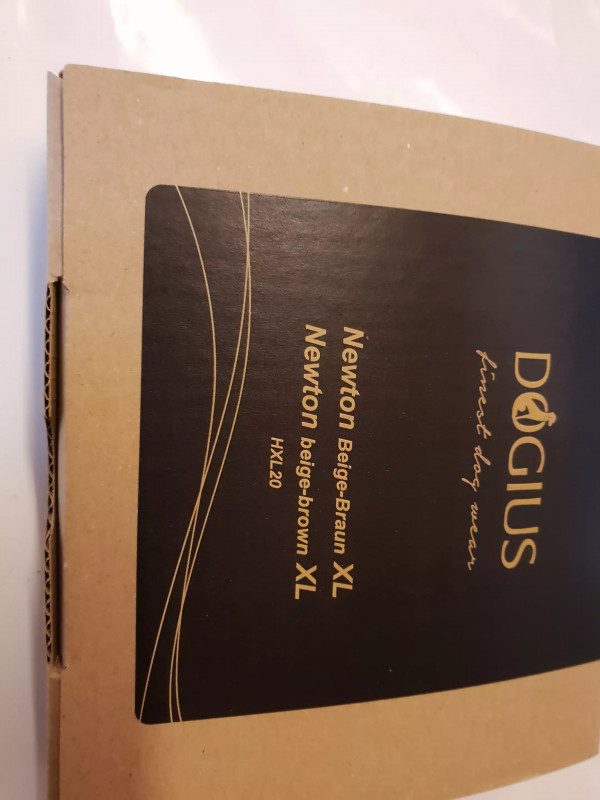 DOGIUS
finest dog wear
Newton Beige-Braun XL
Newton beige-brown XL
HXL20